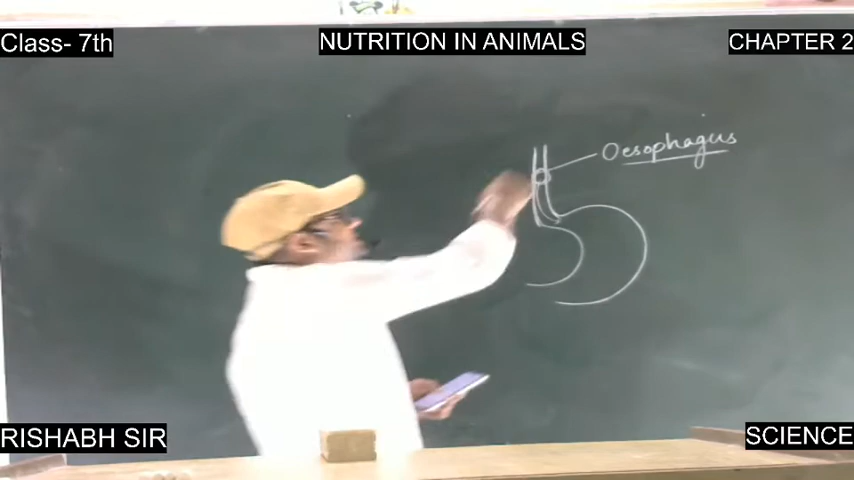 Class- 7th
NUTRITION IN ANIMALS
CHAPTER 2
Oesophagus
RISHABH SIR
SCIENCE